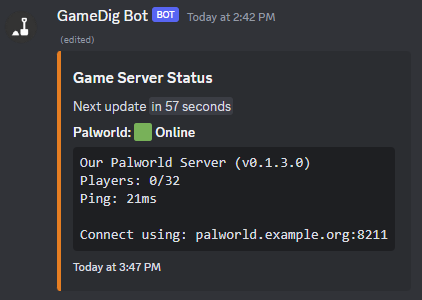 GameDig Bot BOT Today at 2:42 PM
(edited)
Game Server Status
Next update in 57 seconds
Palworld: Online
Our Palworld Server (v0.1.3.0)
Players: 0/32
Ping: 21ms
Connect using: palworld.example.org:8211
Today at 3:47 PM